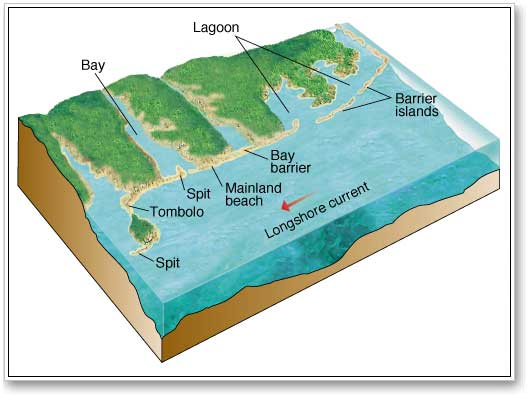 Lagoon
Bay
Barrier
islands
Bay
barrier
Spit
Mainland
beach
Tombolo
Longshore current
Spit